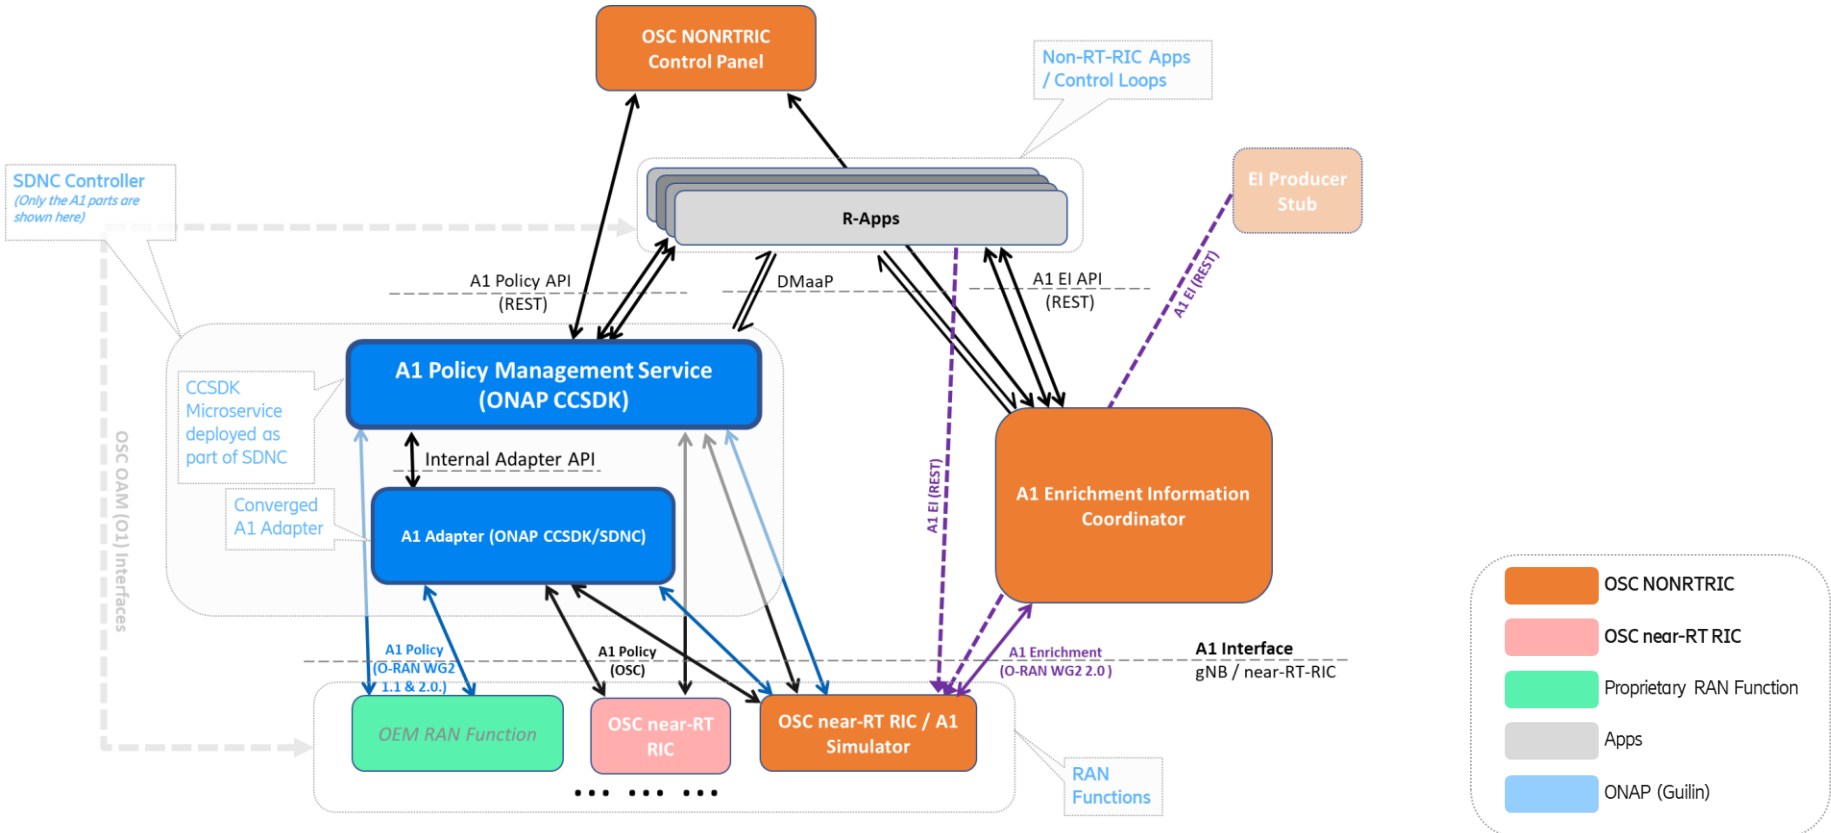 OSC NONRTRIC
Control Panel
Non-RT-RIC Apps
/ Control Loops
SDNC Controller
(Only the A1 parts are
shown here)
EI Producer
Stub
R-Apps
A1 Policy API
(REST)
DMaaP
A1 EI API
(REST)
A1 EI (REST)
A1 Policy Management Service
(ONAP CCSDK)
CCSDK
Microservice
deployed as
part of SDNC
OSC OAM (O1) Interfaces
Internal Adapter API
A1 EI (REST)
A1 Enrichment Information
Coordinator
Converged
A1 Adapter
A1 Adapter (ONAP CCSDK/SDNC)
A1 Policy
(O-RAN WG2
1.1 & 2.0.)
A1 Policy
(OSC)
A1 Enrichment
(O-RAN WG2 2.0 )
A1 Interface
gNB / near-RT-RIC
OEM RAN Function
OSC near-RT
RIC
OSC near-RT RIC / A1
Simulator
... ... ...
RAN
Functions
OSC NONRTRIC
OSC near-RT RIC
Proprietary RAN Function
Apps
ONAP (Guilin)